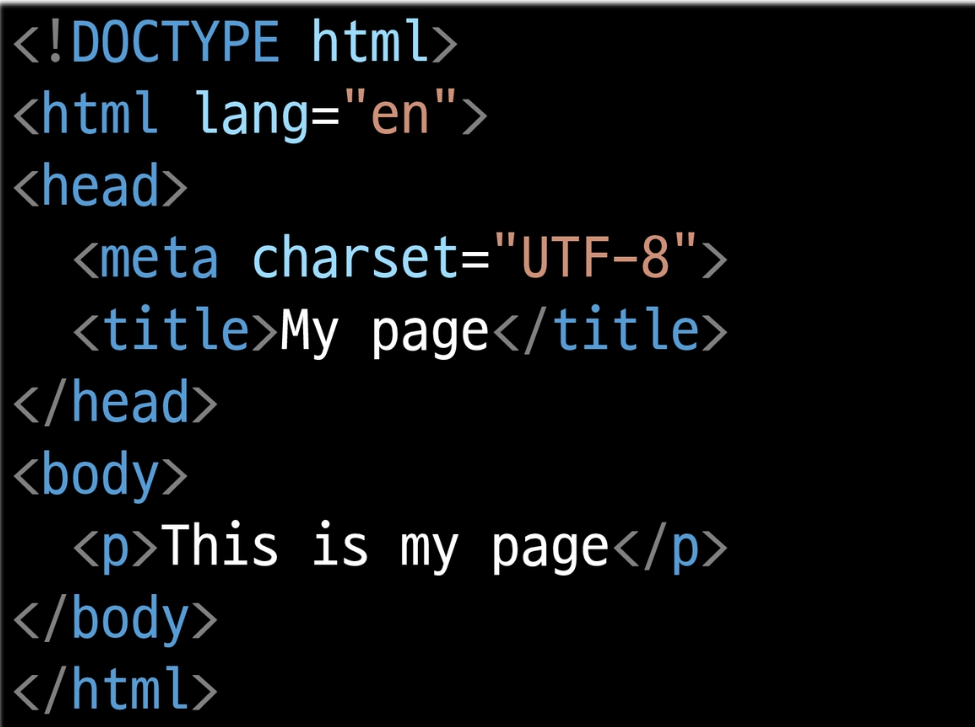 <!DOCTYPE html>
<html lang="en">
<head>
  <meta charset="UTF-8">
  <title>My page</title>
</head>
<body>
  <p>This is my page</p>
</body>
</html>